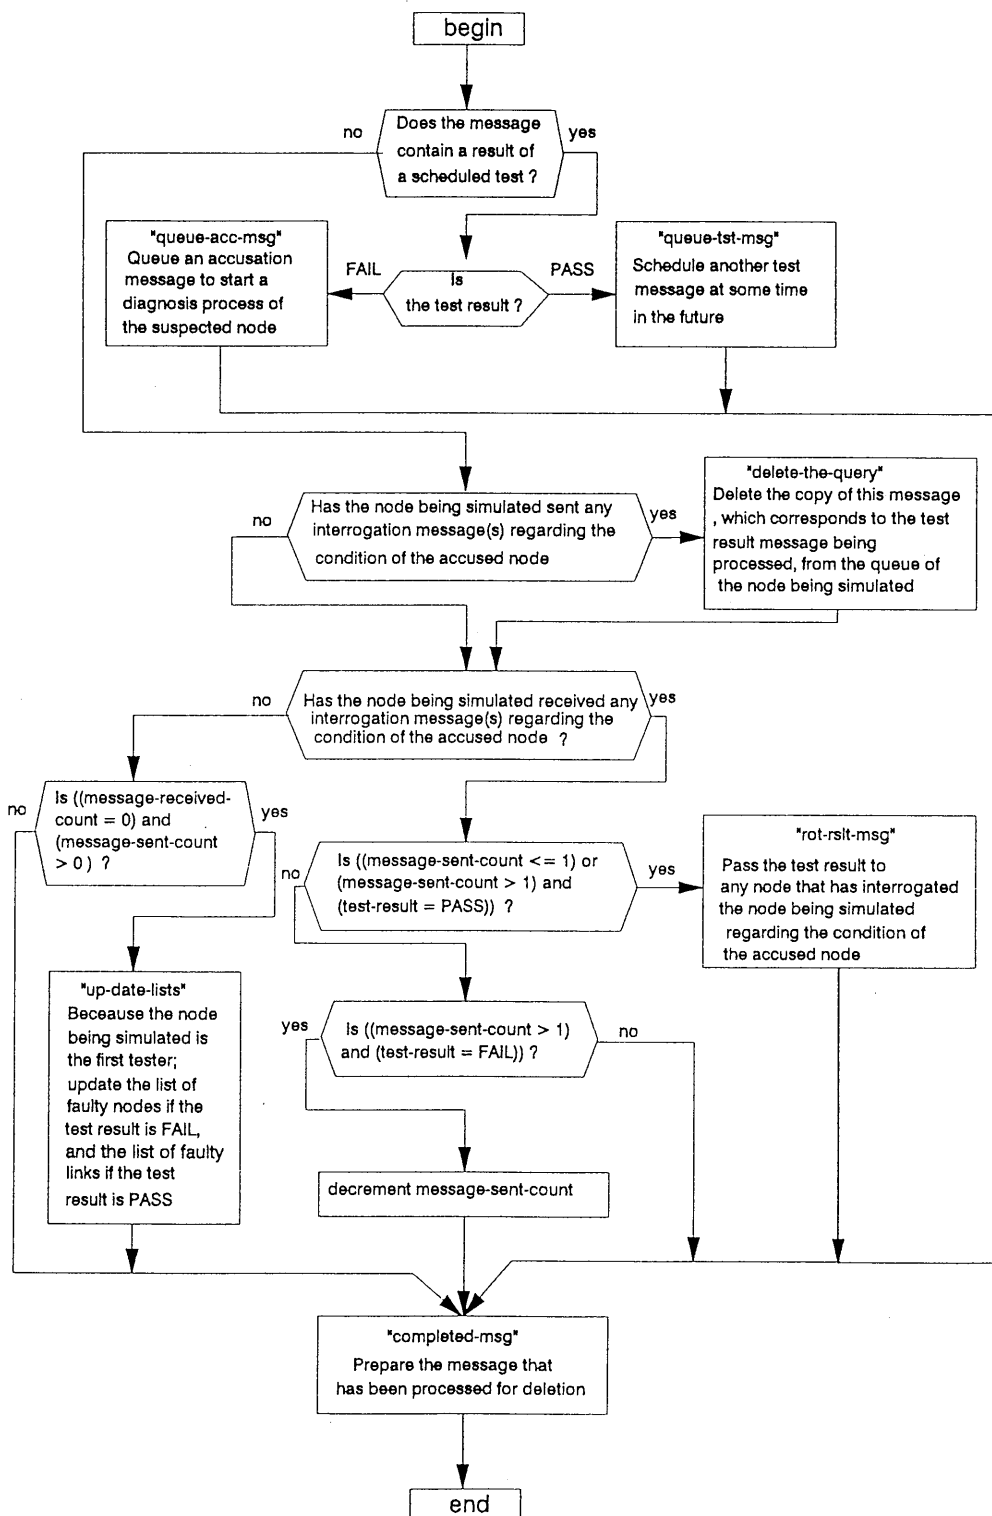 begin
no
Does the message
contain a result of
a scheduled test ?
yes
"queue-acc-msg"
Queue an accusation
message to start a
diagnosis process of
the suspected node
FAIL
Is
the test result ?
PASS
"queue-tst-msg"
Schedule another test
message at some time
in the future
no
Has the node being simulated sent any
interrogation message(s) regarding the
condition of the accused node
yes
"delete-the-query"
Delete the copy of this message
, which corresponds to the test
result message being
processed, from the queue of
the node being simulated
no
Has the node being simulated received any
interrogation message(s) regarding the
condition of the accused node ?
yes
no
Is ((message-received-
count = 0) and
(message-sent-count
> 0 ) ?
yes
no
Is ((message-sent-count <= 1) or
(message-sent-count > 1) and
(test-result = PASS)) ?
yes
"rot-rslt-msg"
Pass the test result to
any node that has interrogated
the node being simulated
regarding the condition of
the accused node
"up-date-lists"
Beceause the node
being simulated is
the first tester;
update the list of
faulty nodes if the
test result is FAIL,
and the list of faulty
links if the test
result is PASS
yes
Is ((message-sent-count > 1)
and (test-result = FAIL)) ?
no
decrement message-sent-count
"completed-msg"
Prepare the message that
has been processed for deletion
end